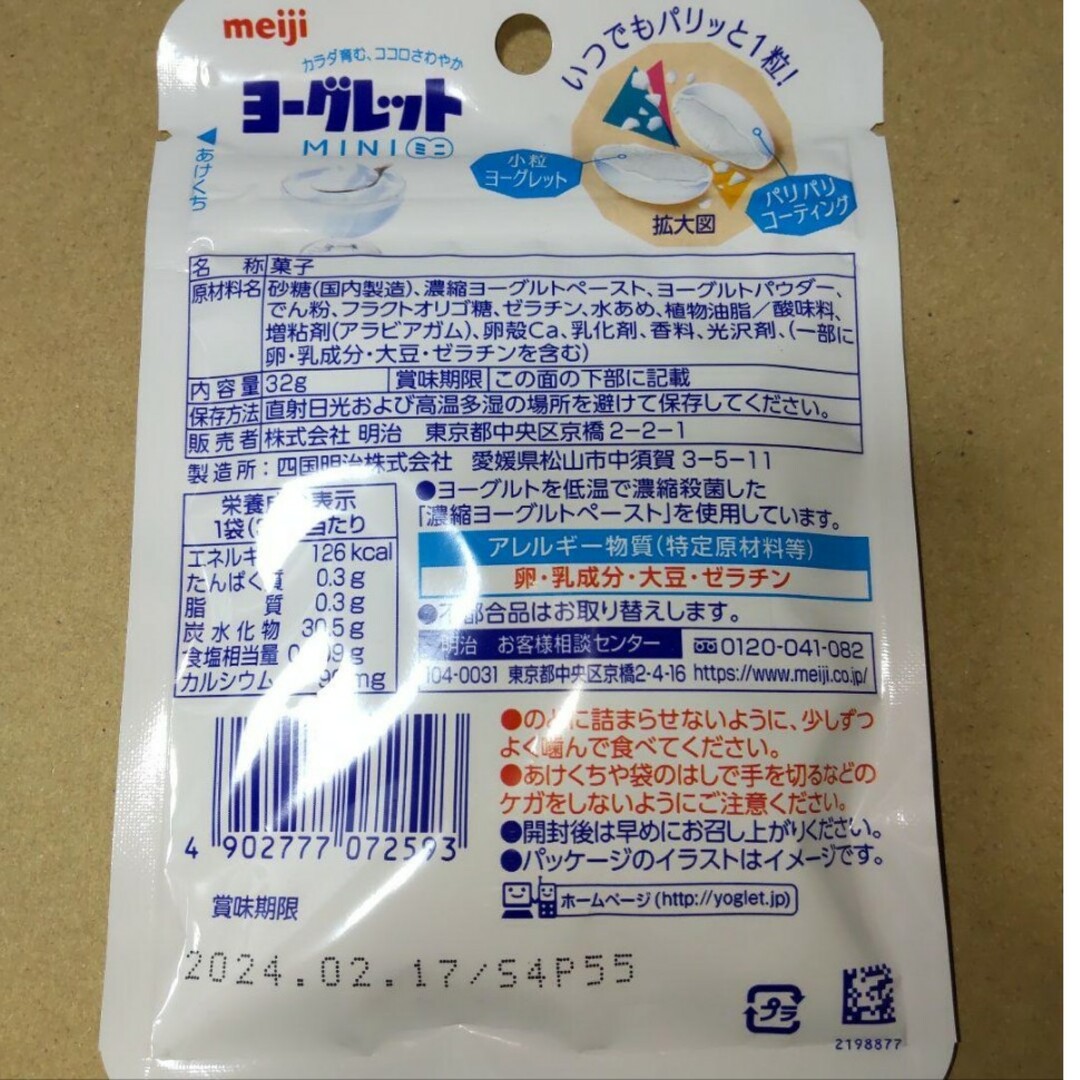 meiji
カラダ育む、ココロさわやか
ヨーグレット
MINI ミニ
あけくち
いつでもパリッと1粒!
小粒
ヨーグレット
パリパリ
コーティング
拡大図
名 称 菓子
原材料名 砂糖(国内製造)、濃縮ヨーグルトペースト、ヨーグルトパウダー、
でん粉、フラクトオリゴ糖、ゼラチン、水あめ、植物油脂/酸味料、
増粘剤(アラビアガム)、卵殻Ca、乳化剤、香料、光沢剤、(一部に
卵・乳成分・大豆・ゼラチンを含む)
内容量 32g 賞味期限 この面の下部に記載
保存方法 直射日光および高温多湿の場所を避けて保存してください。
販売者 株式会社 明治 東京都中央区京橋2-2-1
製造所:四国明治株式会社 愛媛県松山市中須賀3-5-11
栄養成 表示
1袋( 当たり
エネルギ 126kcal
たんぱく質 0.3g
脂 質 0.3g
炭水化物 30.5g
食塩相当量 0. 09g
カルシウム 9 mg
●ヨーグルトを低温で濃縮殺菌した
「濃縮ヨーグルトペースト」を使用しています。
アレルギー物質(特定原材料等)
卵・乳成分・大豆・ゼラチン
●不都合品はお取り替えします。
明治 お客様相談センター 0120-041-082
104-0031 東京都中央区京橋2-4-16 https://www.meiji.co.jp/
●のどに詰まらせないように、少しずつ
よく噛んで食べてください。
●あけくちや袋のはしで手を切るなどの
ケガをしないようにご注意ください。
●開封後は早めにお召し上がりください。
●パッケージのイラストはイメージです。
ホームページ(http://yoglet.jp)
4 902777 072593
賞味期限
2024.02.17/S4P55
プラ
2198877